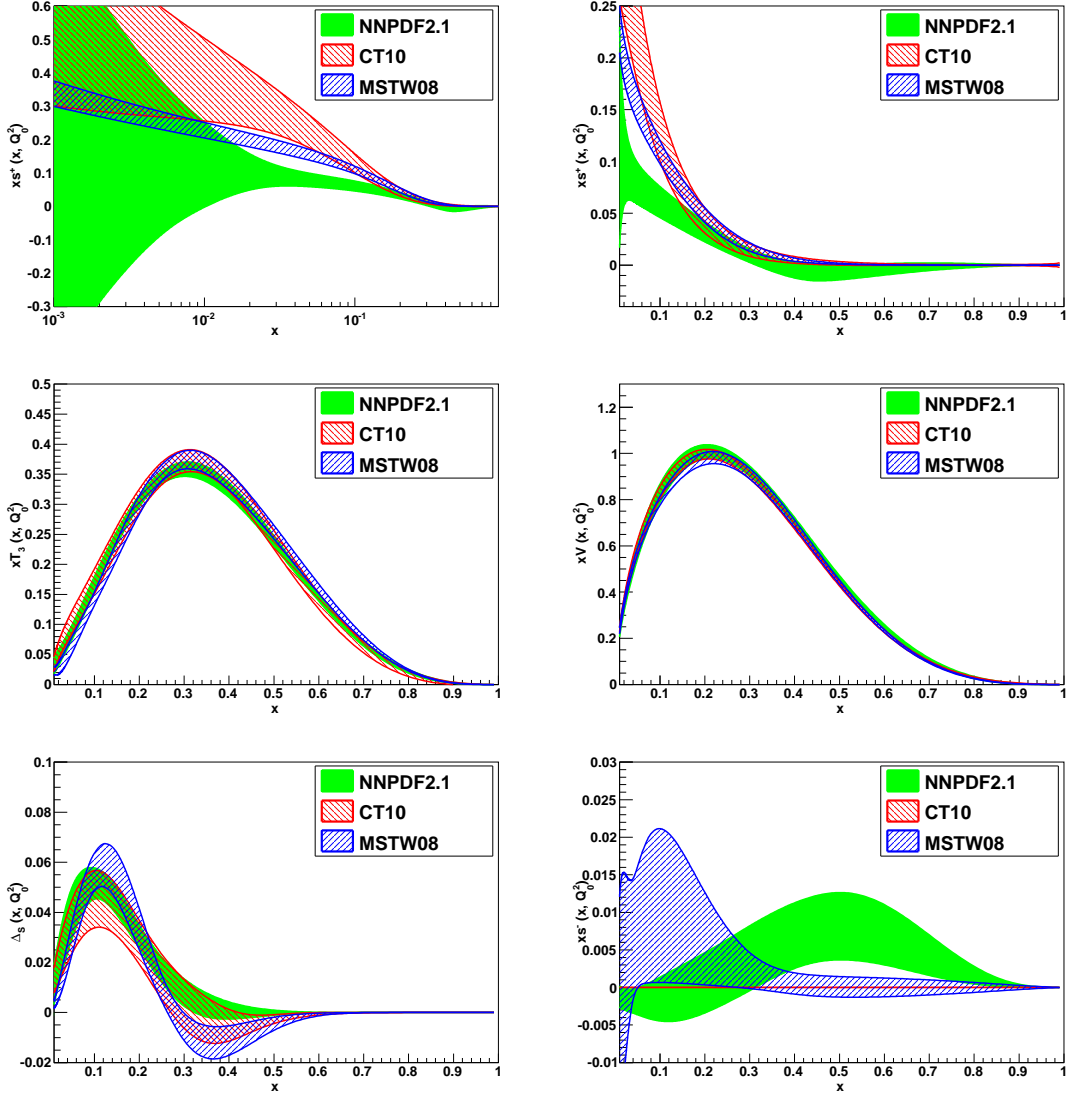 xs⁺ (x, Q₀²)
0.6
0.5
0.4
0.3
0.2
0.1
0
-0.1
-0.2
-0.3
10⁻³
10⁻²
10⁻¹
x
NNPDF2.1
CT10
MSTW08
xs⁺ (x, Q₀²)
0.25
0.2
0.15
0.1
0.05
0
0.1 0.2 0.3 0.4 0.5 0.6 0.7 0.8 0.9 1
x
NNPDF2.1
CT10
MSTW08
xT₃ (x, Q₀²)
0.5
0.45
0.4
0.35
0.3
0.25
0.2
0.15
0.1
0.05
0
0.1 0.2 0.3 0.4 0.5 0.6 0.7 0.8 0.9 1
x
NNPDF2.1
CT10
MSTW08
xV (x, Q₀²)
1.2
1
0.8
0.6
0.4
0.2
0
0.1 0.2 0.3 0.4 0.5 0.6 0.7 0.8 0.9 1
x
NNPDF2.1
CT10
MSTW08
Δ_S (x, Q₀²)
0.1
0.08
0.06
0.04
0.02
0
-0.02
0.1 0.2 0.3 0.4 0.5 0.6 0.7 0.8 0.9 1
x
NNPDF2.1
CT10
MSTW08
xs⁻ (x, Q₀²)
0.03
0.025
0.02
0.015
0.01
0.005
0
-0.005
-0.01
0.1 0.2 0.3 0.4 0.5 0.6 0.7 0.8 0.9 1
x
NNPDF2.1
CT10
MSTW08